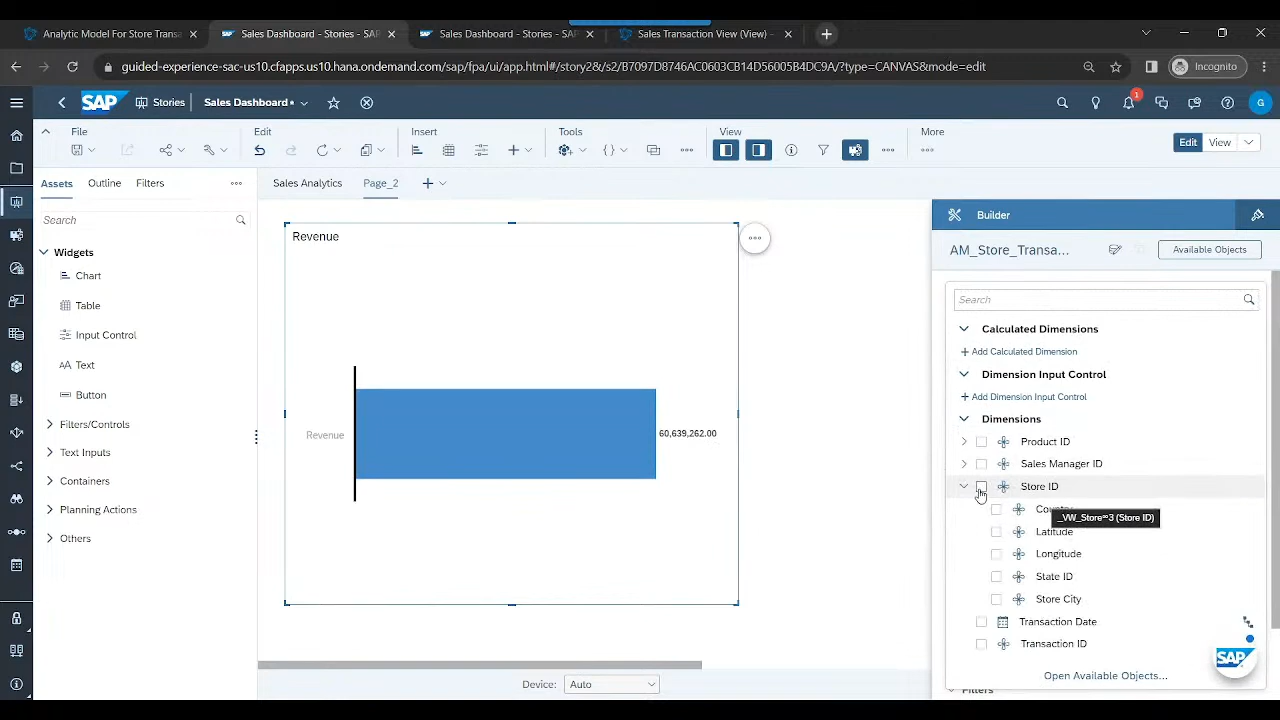 Analytic Model For Store Transa
Sales Dashboard - Stories - SAP
Sales Dashboard - Stories - SAP
Sales Transaction View (View) -
guided-experience-sac-us10.cfapps.us10.hana.ondemand.com/sap/fpa/ui/app.html#/story2&/s2/B7097D8746AC0603CB14D56005B4DC9A/?type=CANVAS&mode=edit
Incognito
SAP
Stories
Sales Dashboard
1
G
File
Edit
Insert
Tools
View
More
Edit
View
Assets
Outline
Filters
Sales Analytics
Page_2
Search
Widgets
Chart
Table
Input Control
Text
Button
Filters/Controls
Text Inputs
Containers
Planning Actions
Others
Revenue
Revenue
60,639,262.00
Device:
Auto
Builder
AM_Store_Transa...
Available Objects
Search
Calculated Dimensions
+ Add Calculated Dimension
Dimension Input Control
+ Add Dimension Input Control
Dimensions
Product ID
Sales Manager ID
Store ID
_VW_Store∞3 (Store ID)
Latitude
Longitude
State ID
Store City
Transaction Date
Transaction ID
SAP
Open Available Objects...
Filters